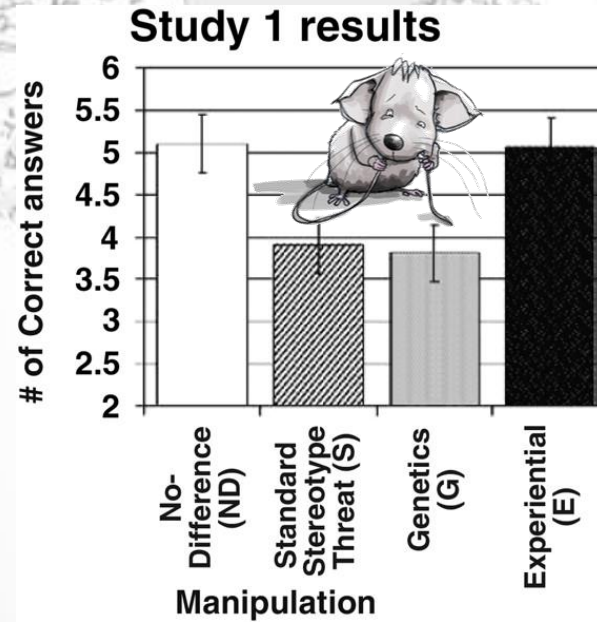 Study 1 results
# of Correct answers
6
5.5
5
4.5
4
3.5
3
2.5
2
No-
Difference
(ND)
Standard
Stereotype
Threat (S)
Genetics
(G)
Experiential
(E)
Manipulation